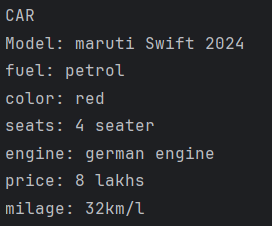 CAR
Model: maruti Swift 2024
fuel: petrol
color: red
seats: 4 seater
engine: german engine
price: 8 lakhs
milage: 32km/l